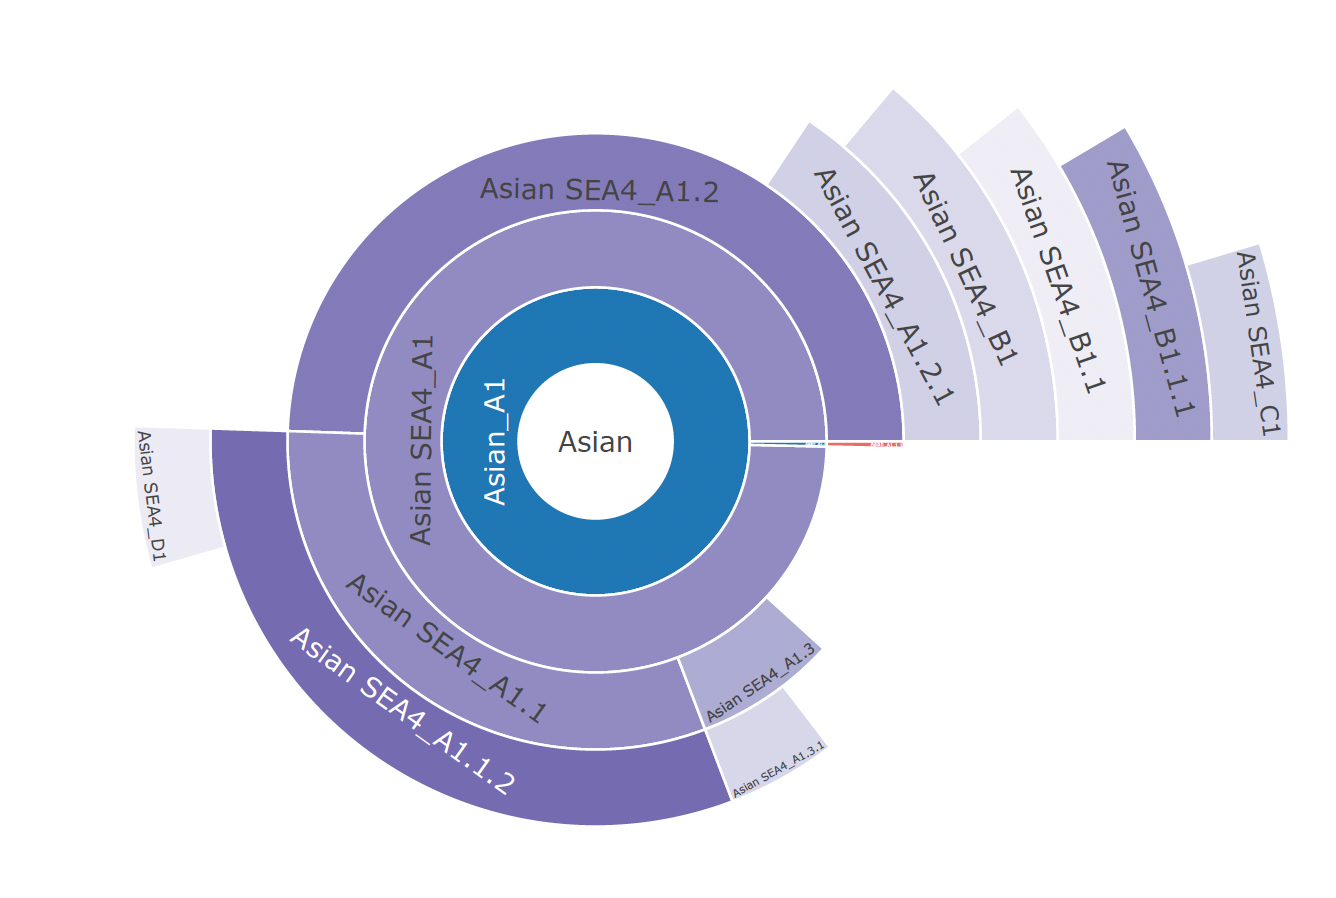 Asian
Asian_A1
Asian SEA4_A1
Asian SEA4_A1.2
Asian SEA4_A1.2.1
Asian SEA4_B1
Asian SEA4_B1.1
Asian SEA4_B1.1.1
Asian SEA4_C1
Asian SEA4_A1.1
Asian SEA4_A1.1.2
Asian SEA4_D1
Asian SEA4_A1.3
Asian SEA4_A1.3.1